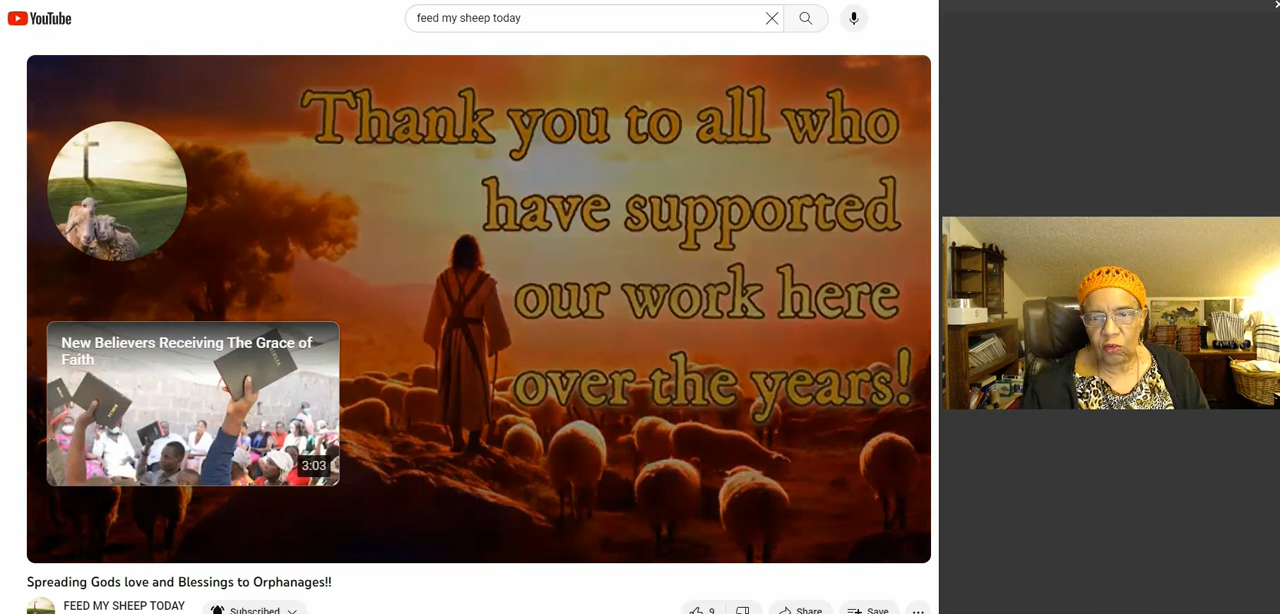 YouTube
feed my sheep today
Thank you to all who
have supported
our work here
over the years!
New Believers Receiving The Grace of
Faith
3:03
Spreading Gods love and Blessings to Orphanages!!
FEED MY SHEEP TODAY
Subscribed
9
Share
Save